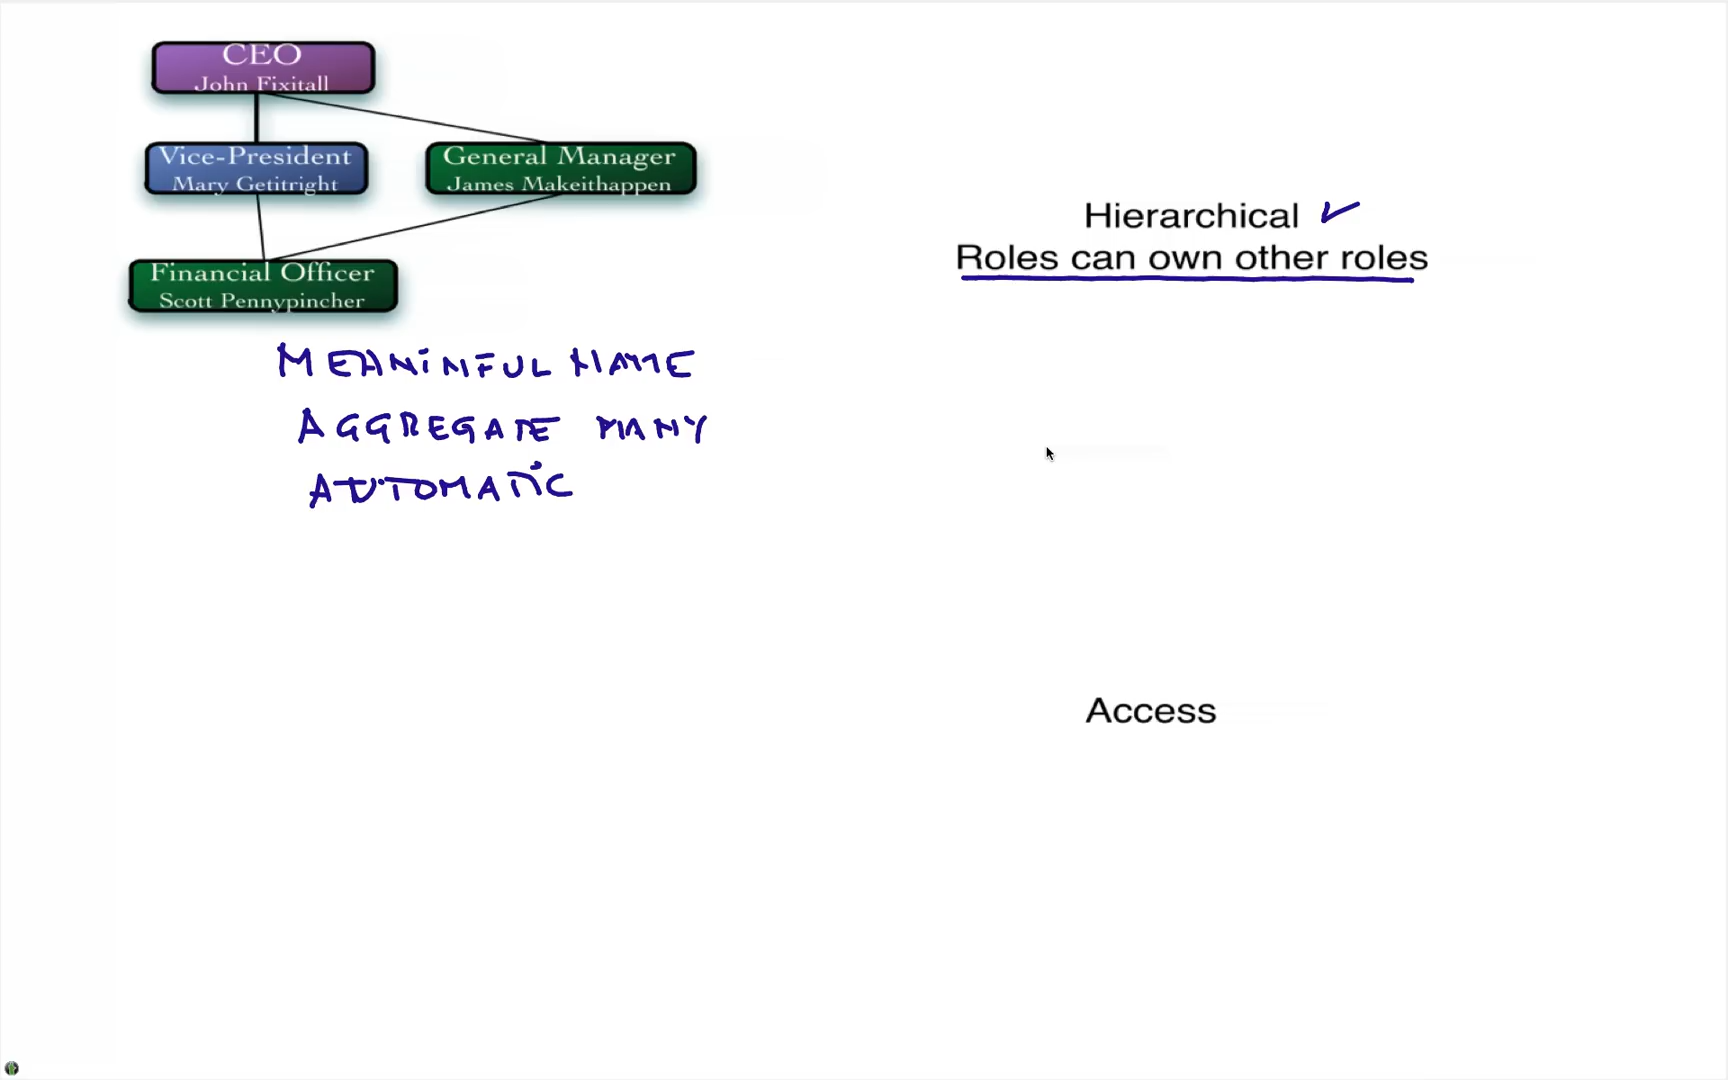 CEO
John Fixitall
Vice-President
Mary Getitright
General Manager
James Makeithappen
Financial Officer
Scott Pennypincher
MEANINFUL NAME
AGGREGATE MANY
AUTOMATIC
Hierarchical
Roles can own other roles
Access